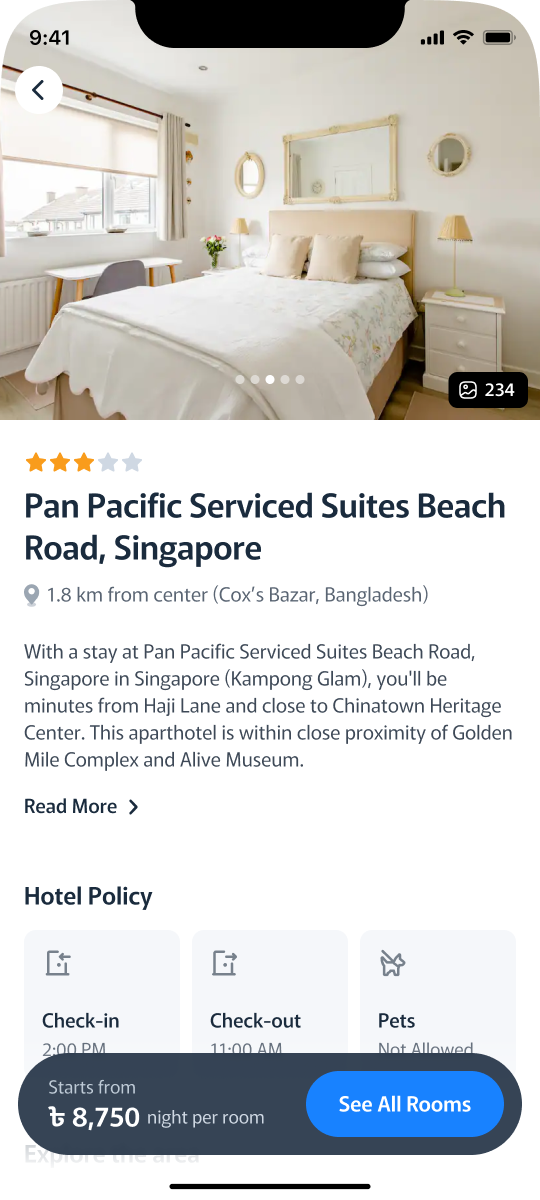 9:41
234
Pan Pacific Serviced Suites Beach
Road, Singapore
1.8 km from center (Cox’s Bazar, Bangladesh)
With a stay at Pan Pacific Serviced Suites Beach Road,
Singapore in Singapore (Kampong Glam), you'll be
minutes from Haji Lane and close to Chinatown Heritage
Center. This aparthotel is within close proximity of Golden
Mile Complex and Alive Museum.
Read More
Hotel Policy
Check-in
2:00 PM
Check-out
11:00 AM
Pets
Not Allowed
Starts from
৳ 8,750 night per room
See All Rooms
Explore the area